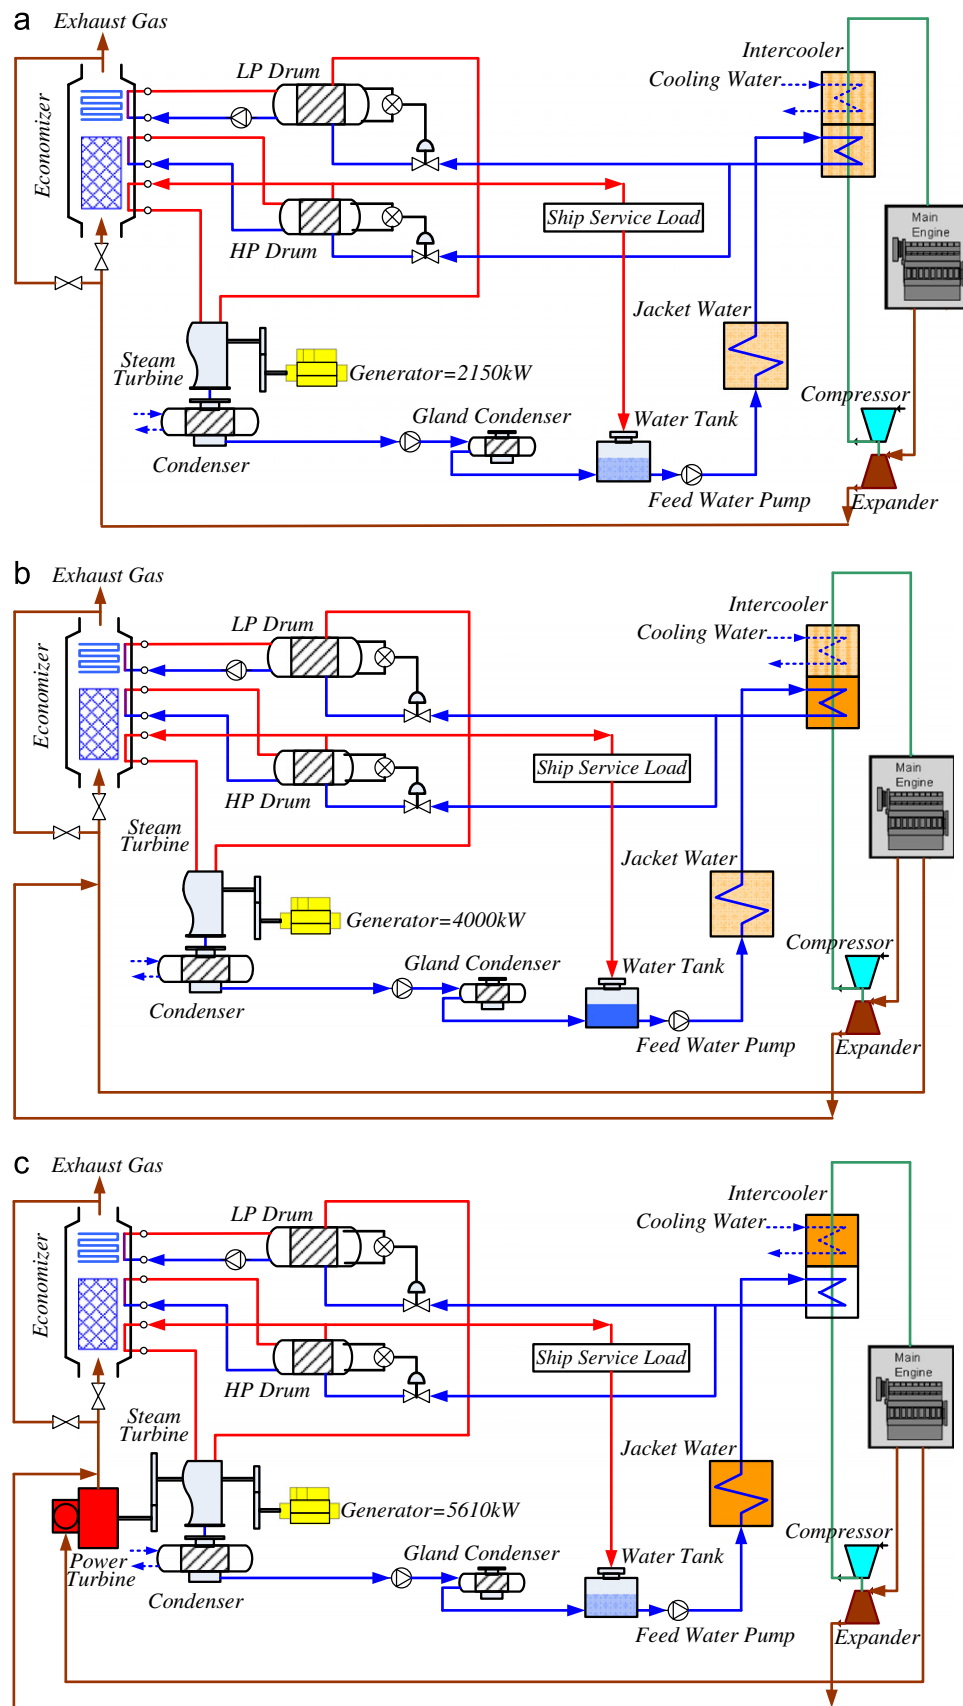 a
Exhaust Gas
Intercooler
LP Drum
Cooling Water
Economizer
Main
Engine
Ship Service Load
HP Drum
Jacket Water
Steam
Turbine
Generator=2150kW
Compressor
Gland Condenser
Water Tank
Condenser
Feed Water Pump
Expander
b
Exhaust Gas
Intercooler
LP Drum
Cooling Water
Economizer
Main
Engine
Ship Service Load
HP Drum
Steam
Turbine
Jacket Water
Generator=4000kW
Compressor
Gland Condenser
Water Tank
Condenser
Feed Water Pump
Expander
c
Exhaust Gas
Intercooler
LP Drum
Cooling Water
Economizer
Main
Engine
Ship Service Load
HP Drum
Steam
Turbine
Jacket Water
Generator=5610kW
Compressor
Power
Turbine
Gland Condenser
Water Tank
Condenser
Feed Water Pump
Expander